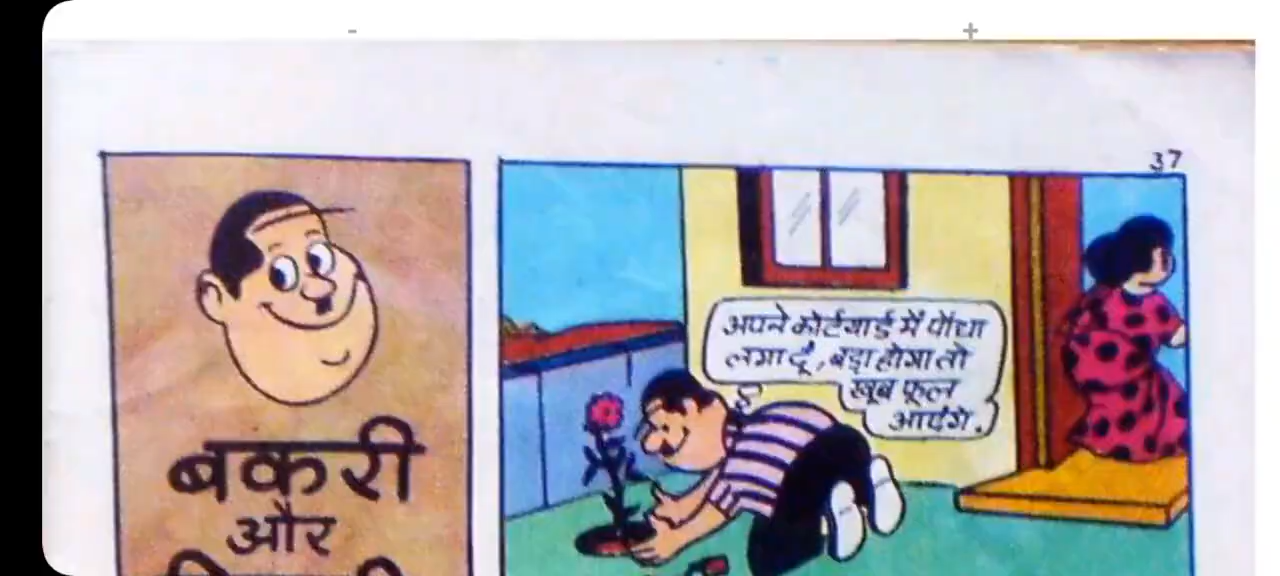 37
बकरी
और
अपने कोर्टयार्ड में पौधा
लगा दूँ, बड़ा होगा तो
खूब फूल
आएंगे.